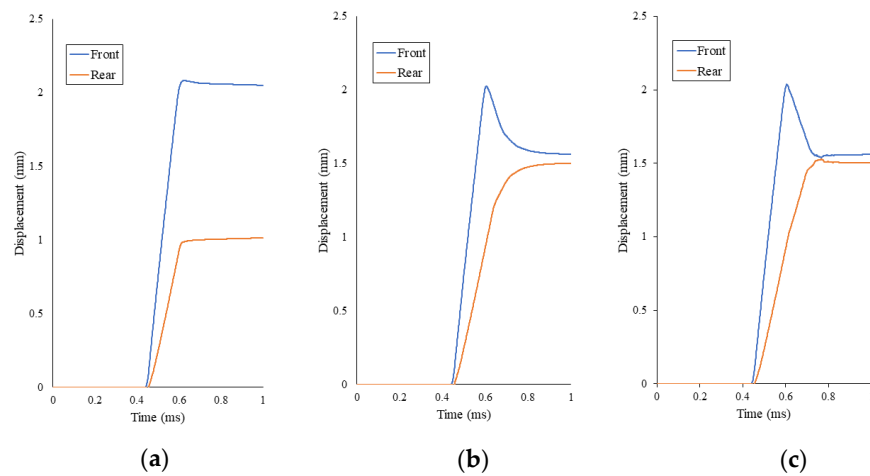 2.5
2
1.5
1
0.5
0
Displacement (mm)
Front
Rear
0 0.2 0.4 0.6 0.8 1
Time (ms)
(a)
2.5
2
1.5
1
0.5
0
Displacement (mm)
Front
Rear
0 0.2 0.4 0.6 0.8 1
Time (ms)
(b)
2.5
2
1.5
1
0.5
0
Displacement (mm)
Front
Rear
0 0.2 0.4 0.6 0.8
Time (ms)
(c)